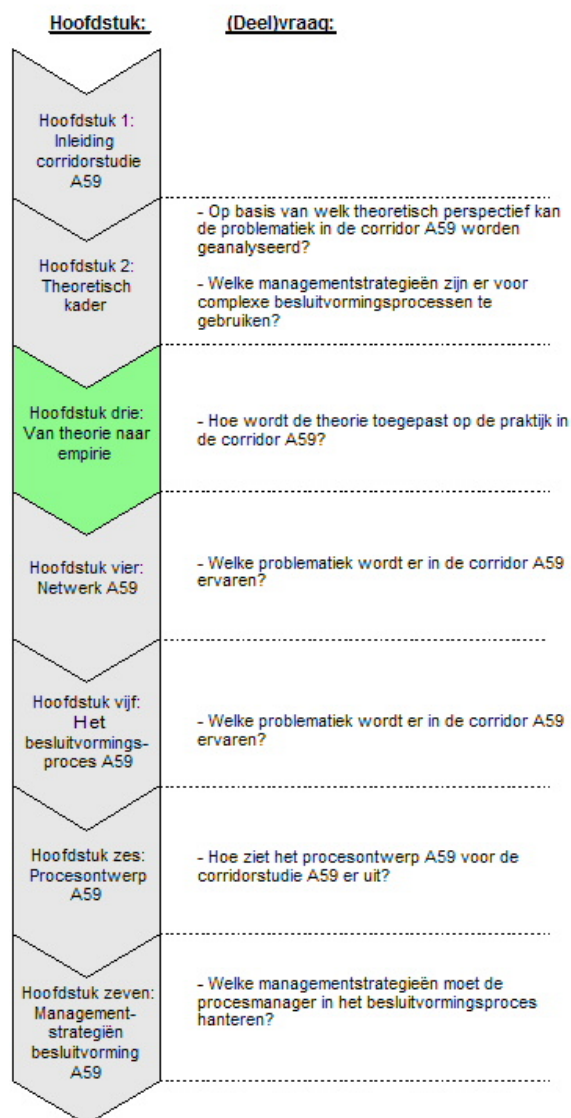 Hoofdstuk: (Deel)vraag:
Hoofdstuk 1:
Inleiding
corridorstudie
A59
Hoofdstuk 2:
Theoretisch
kader
- Op basis van welk theoretisch perspectief kan
de problematiek in de corridor A59 worden
geanalyseerd?
- Welke managementstrategieën zijn er voor
complexe besluitvormingsprocessen te
gebruiken?
Hoofdstuk drie:
Van theorie naar
empirie
- Hoe wordt de theorie toegepast op de praktijk in
de corridor A59?
Hoofdstuk vier:
Netwerk A59
- Welke problematiek wordt er in de corridor A59
ervaren?
Hoofdstuk vijf:
Het
besluitvormings-
proces A59
- Welke problematiek wordt er in de corridor A59
ervaren?
Hoofdstuk zes:
Procesontwerp
A59
- Hoe ziet het procesontwerp A59 voor de
corridorstudie A59 er uit?
Hoofdstuk zeven:
Management-
strategiën
besluitvorming
A59
- Welke managementstrategieën moet de
procesmanager in het besluitvormingsproces
hanteren?